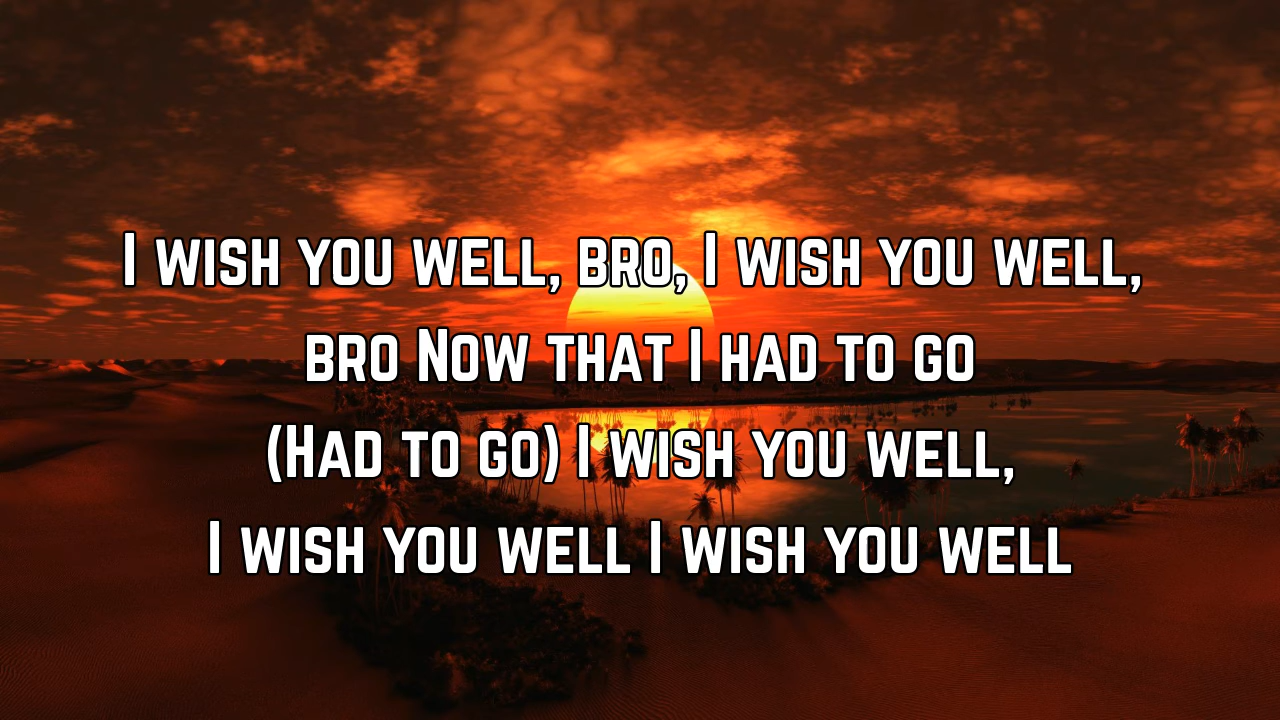 I wish you well, bro, I wish you well,
bro Now that I had to go
(Had to go) I wish you well,
I wish you well I wish you well